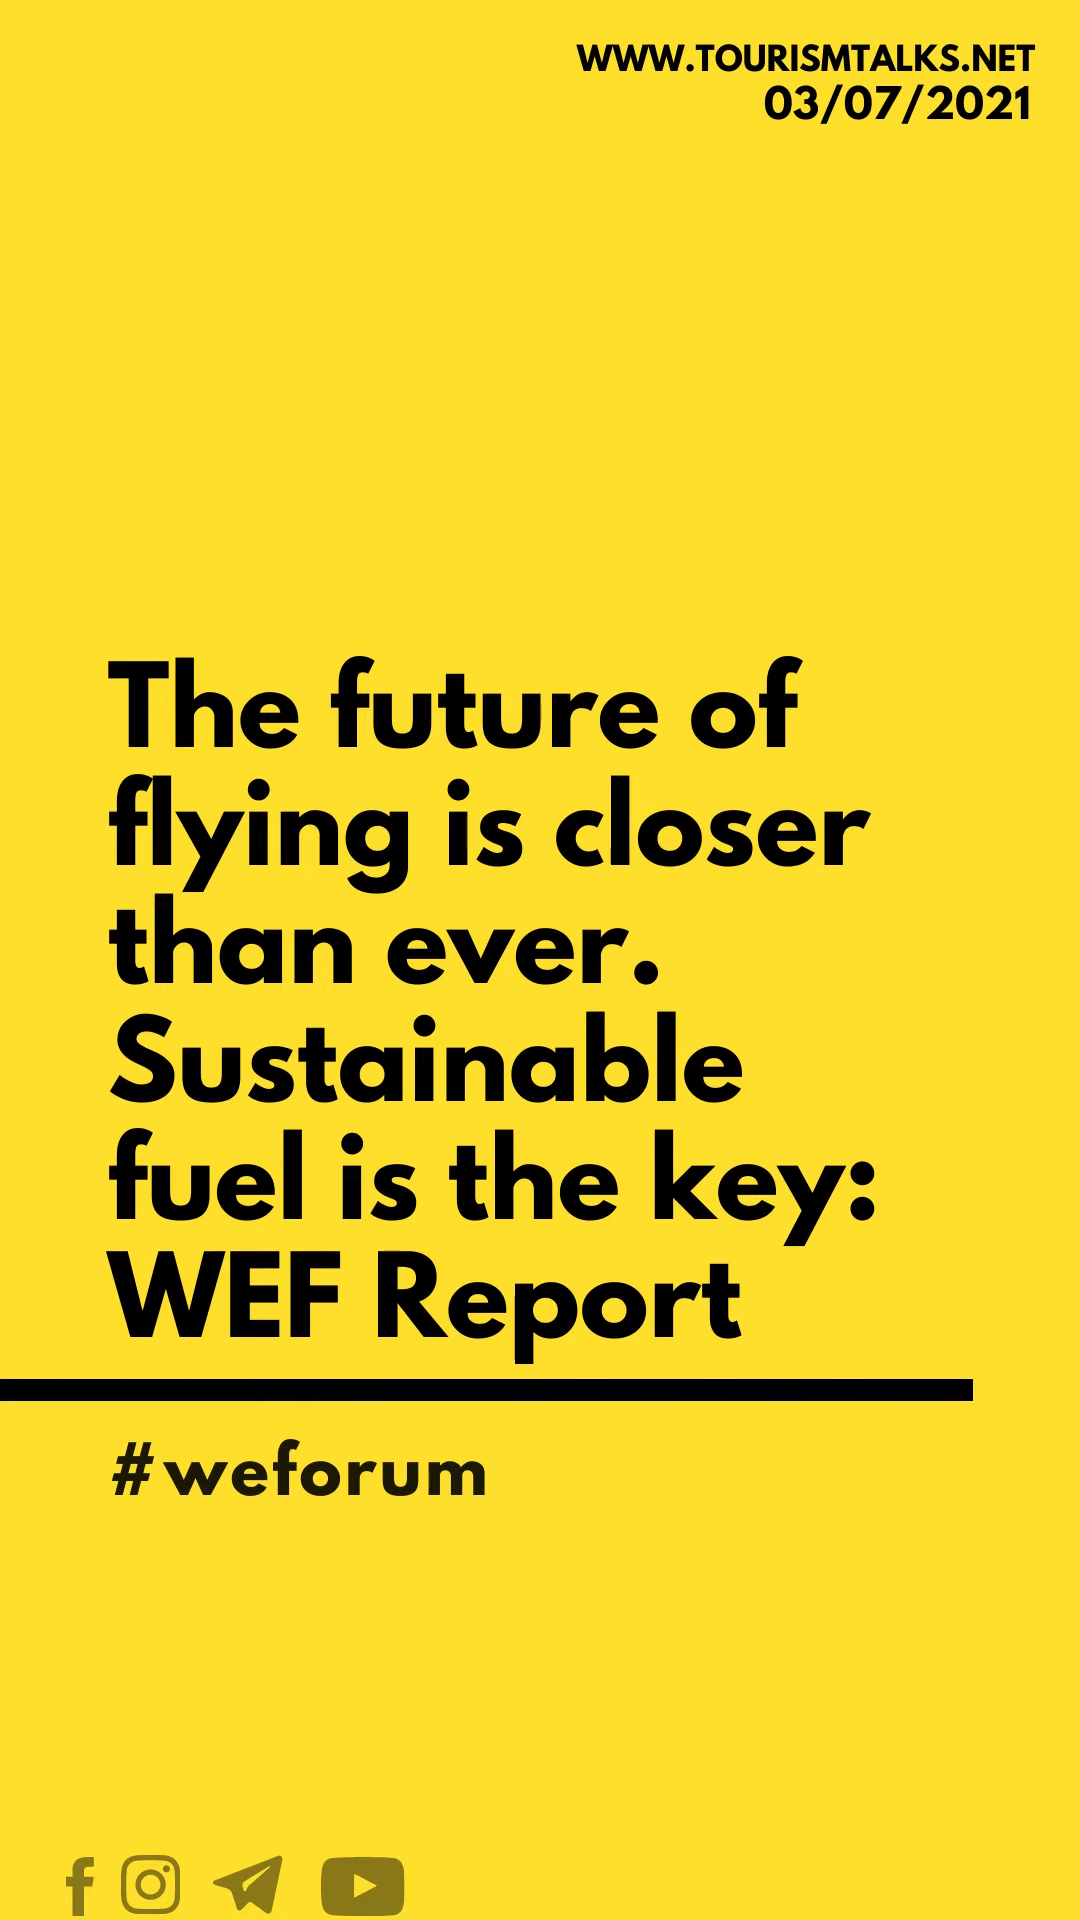 WWW.TOURISMTALKS.NET
03/07/2021
The future of
flying is closer
than ever.
Sustainable
fuel is the key:
WEF Report
#weforum